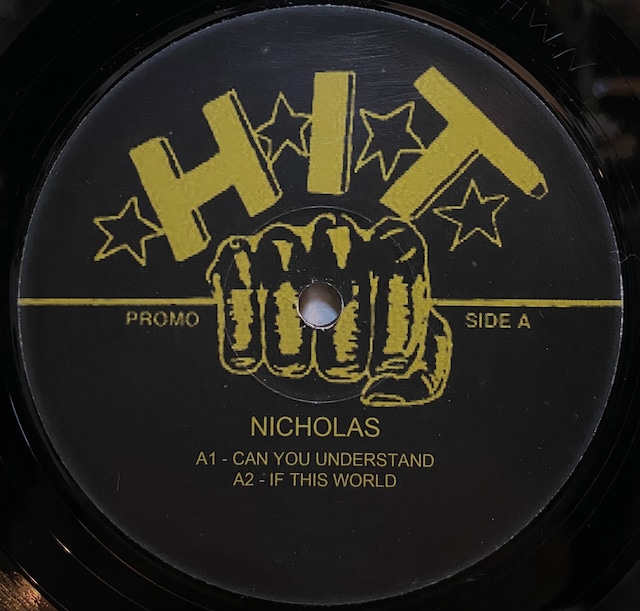 HIT
PROMO
SIDE A
NICHOLAS
A1 - CAN YOU UNDERSTAND
A2 - IF THIS WORLD